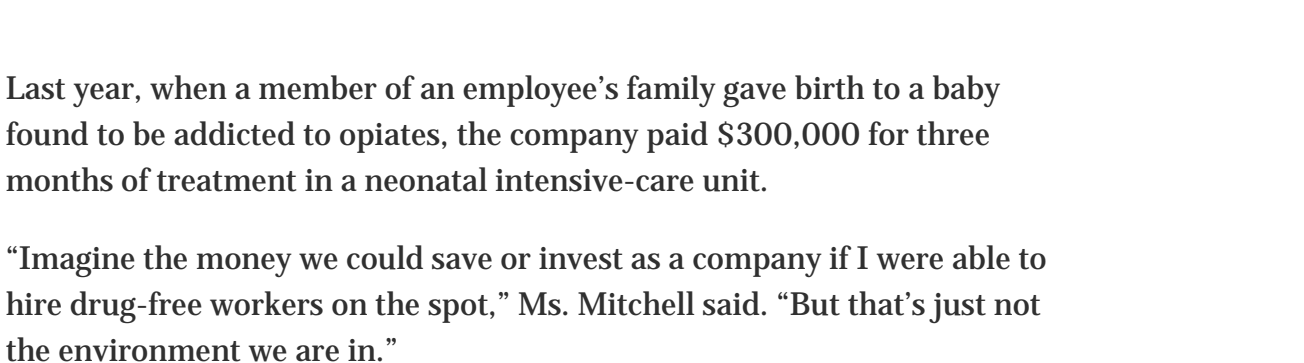 Last year, when a member of an employee’s family gave birth to a baby
found to be addicted to opiates, the company paid $300,000 for three
months of treatment in a neonatal intensive-care unit.
“Imagine the money we could save or invest as a company if I were able to
hire drug-free workers on the spot,” Ms. Mitchell said. “But that’s just not
the environment we are in.”